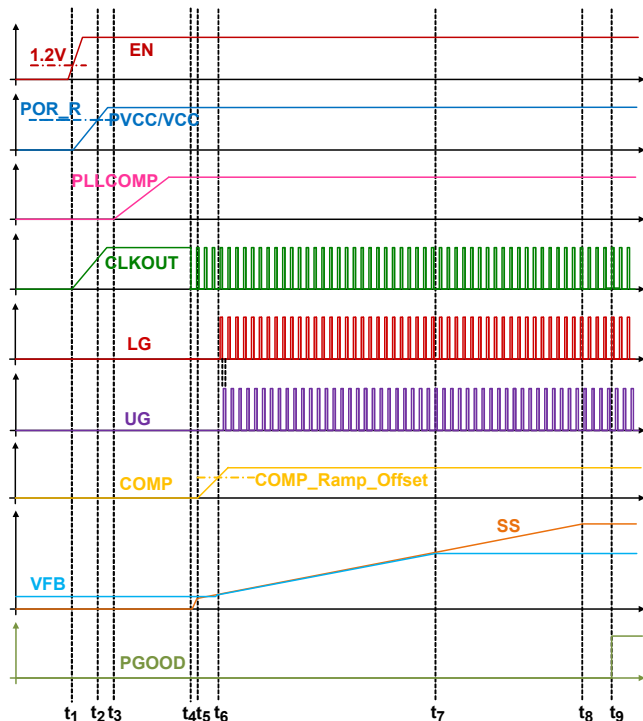 EN
1.2V
POR_R
PVCC/VCC
PLLCOMP
CLKOUT
LG
UG
COMP
COMP_Ramp_Offset
SS
VFB
PGOOD
t1 t2 t3 t4 t5 t6 t7 t8 t9